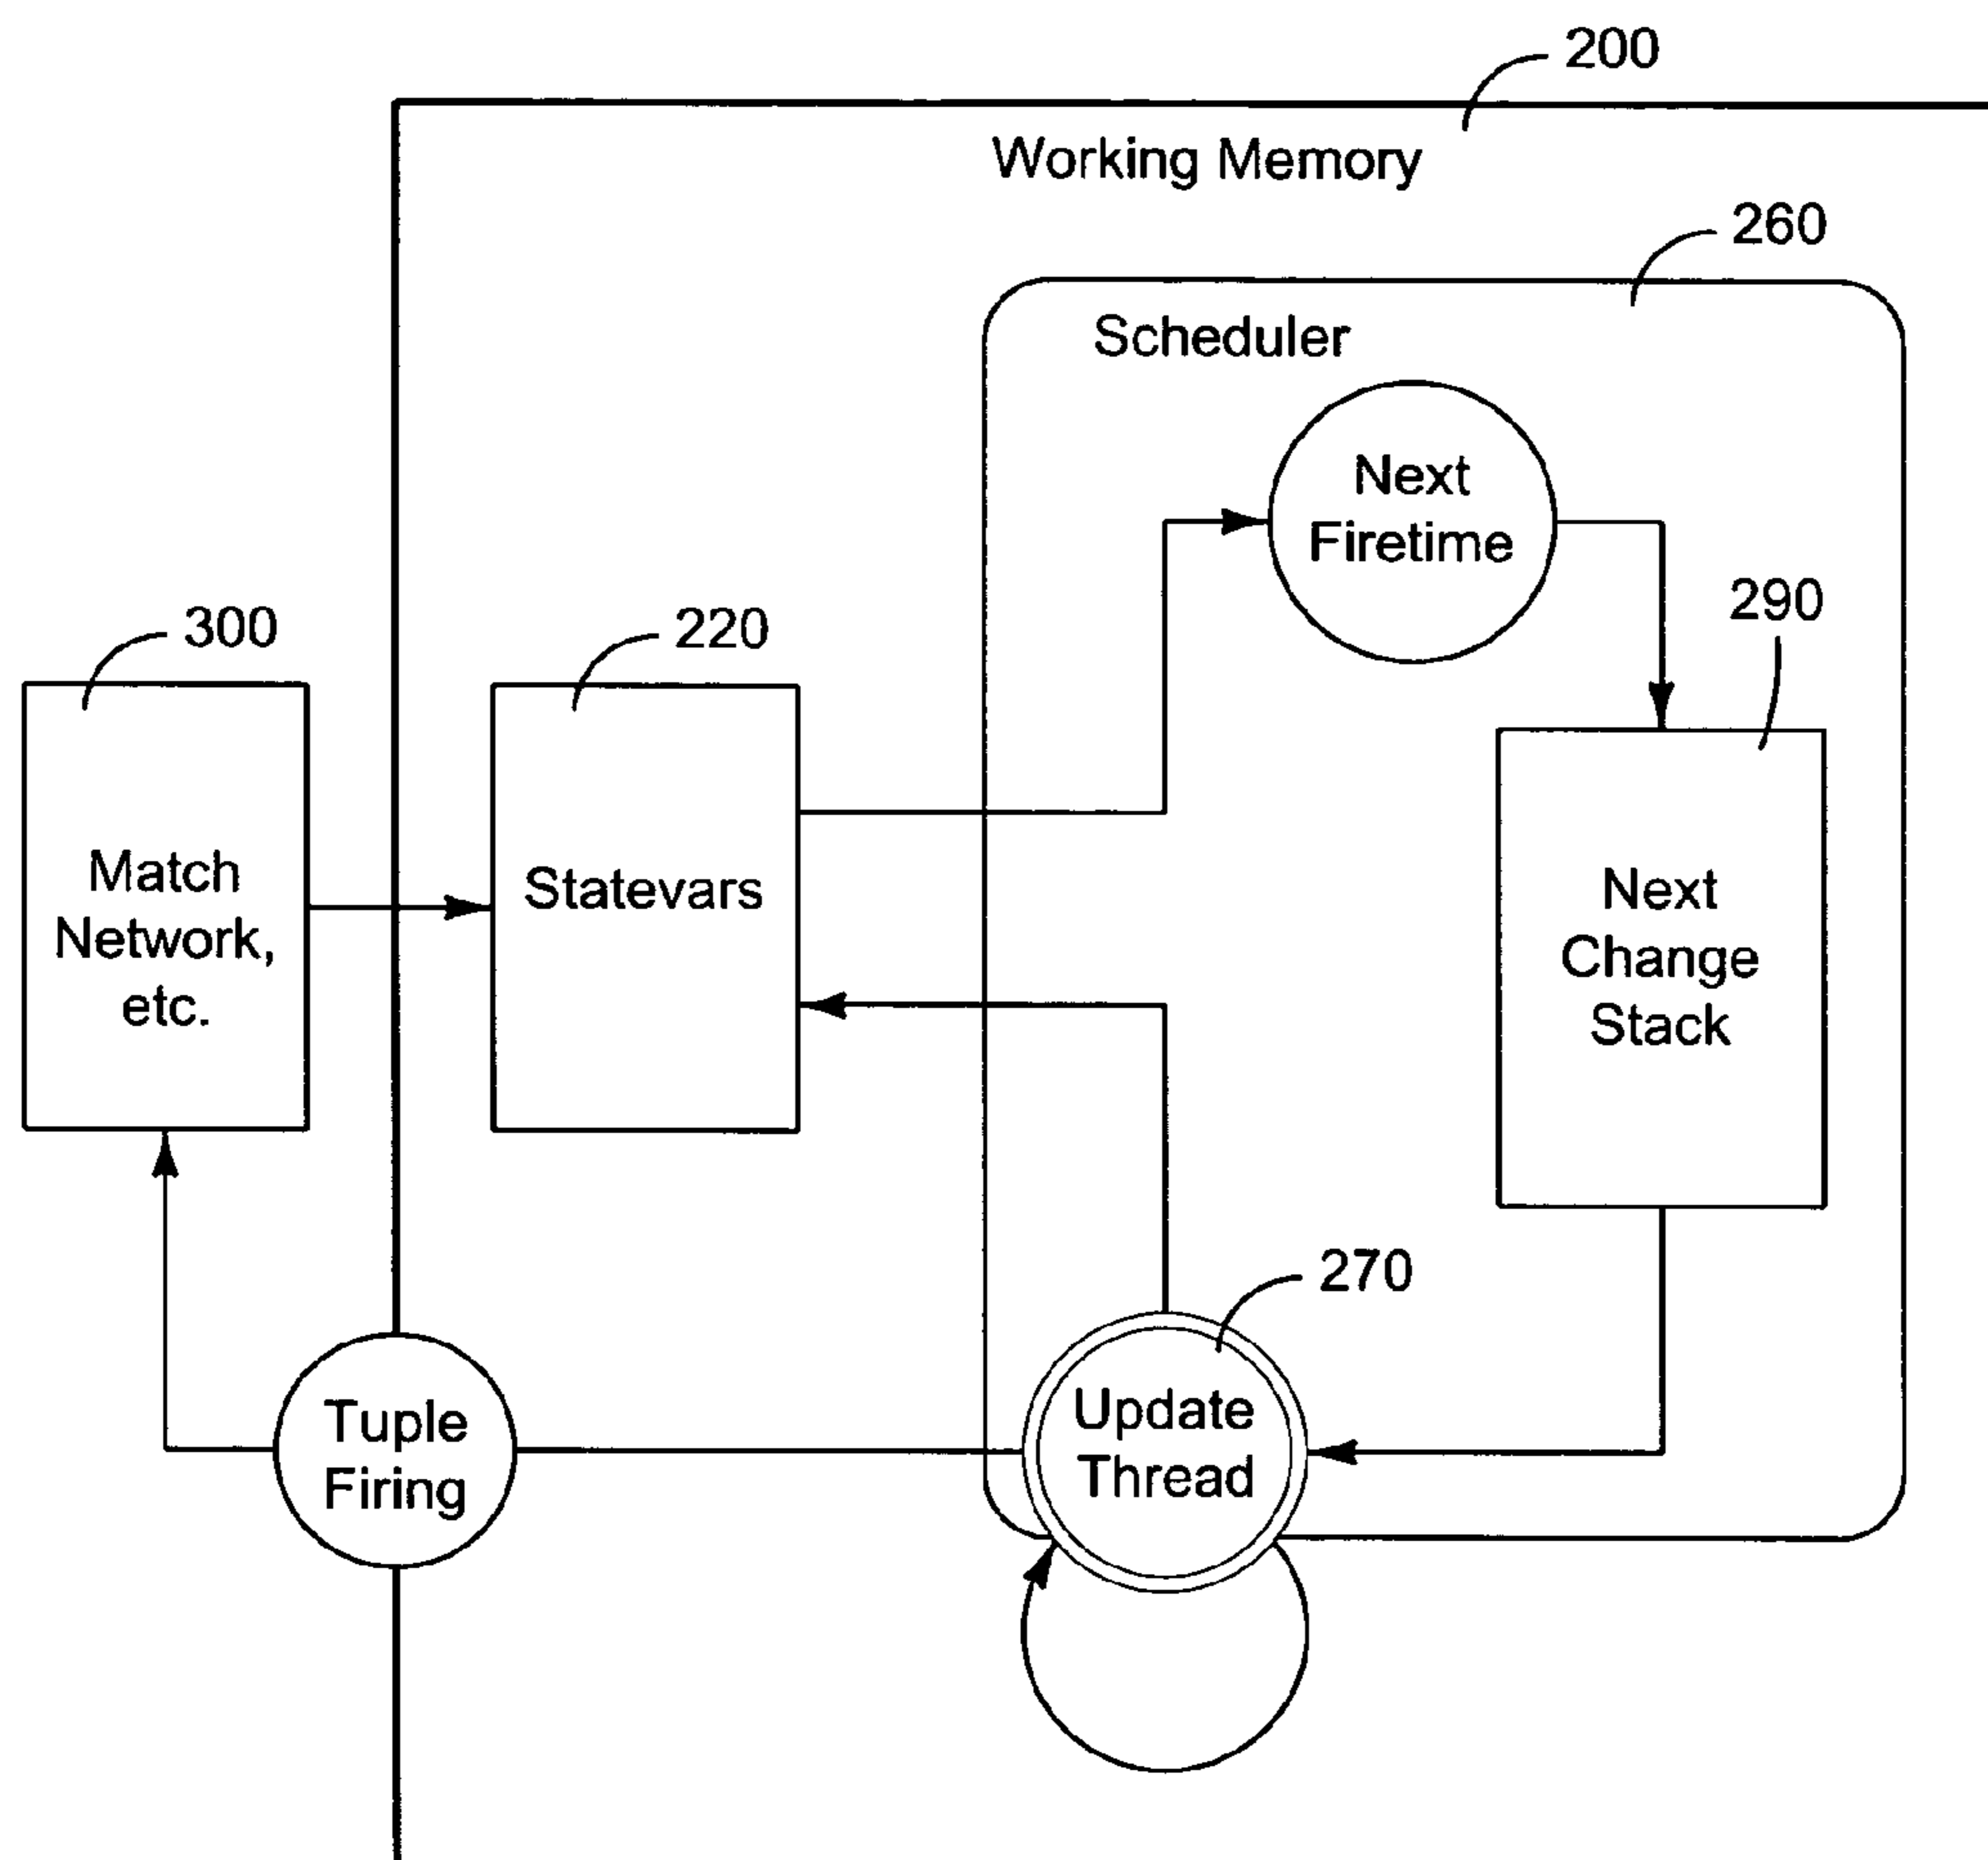 200
Working Memory
260
Scheduler
Next
Firetime
290
300
220
Match
Network,
etc.
Statevars
Next
Change
Stack
270
Update
Thread
Tuple
Firing